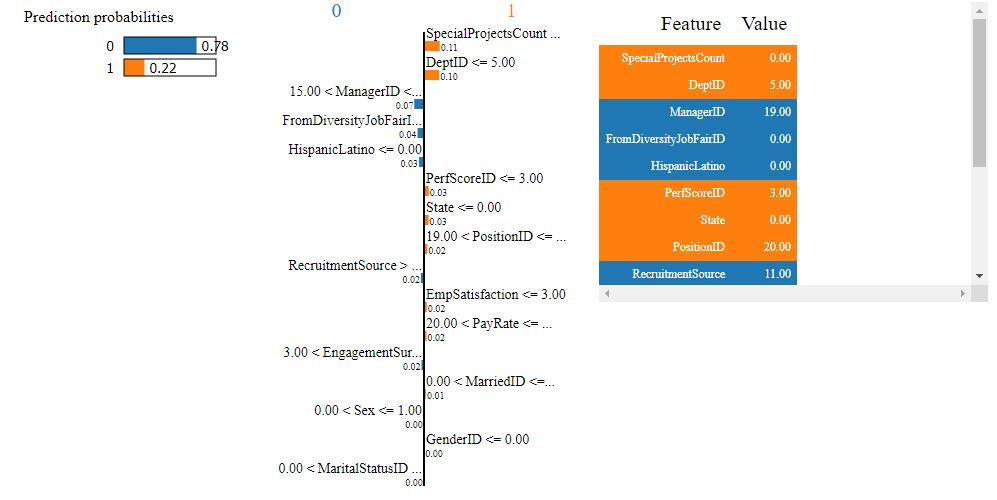 Prediction probabilities
0 0.78
1 0.22
0 1
SpecialProjectsCount ...
0.11
DeptID <= 5.00
0.10
15.00 < ManagerID <...
0.07
FromDiversityJobFairI...
0.04
HispanicLatino <= 0.00
0.03
PerfScoreID <= 3.00
0.03
State <= 0.00
0.03
19.00 < PositionID <= ...
0.02
RecruitmentSource > ...
0.02
EmpSatisfaction <= 3.00
0.02
20.00 < PayRate <= ...
0.02
3.00 < EngagementSur...
0.02
0.00 < MarriedID <=...
0.01
0.00 < Sex <= 1.00
0.00
GenderID <= 0.00
0.00
0.00 < MaritalStatusID ...
0.00
Feature Value
SpecialProjectsCount 0.00
DeptID 5.00
ManagerID 19.00
FromDiversityJobFairID 0.00
HispanicLatino 0.00
PerfScoreID 3.00
State 0.00
PositionID 20.00
RecruitmentSource 11.00